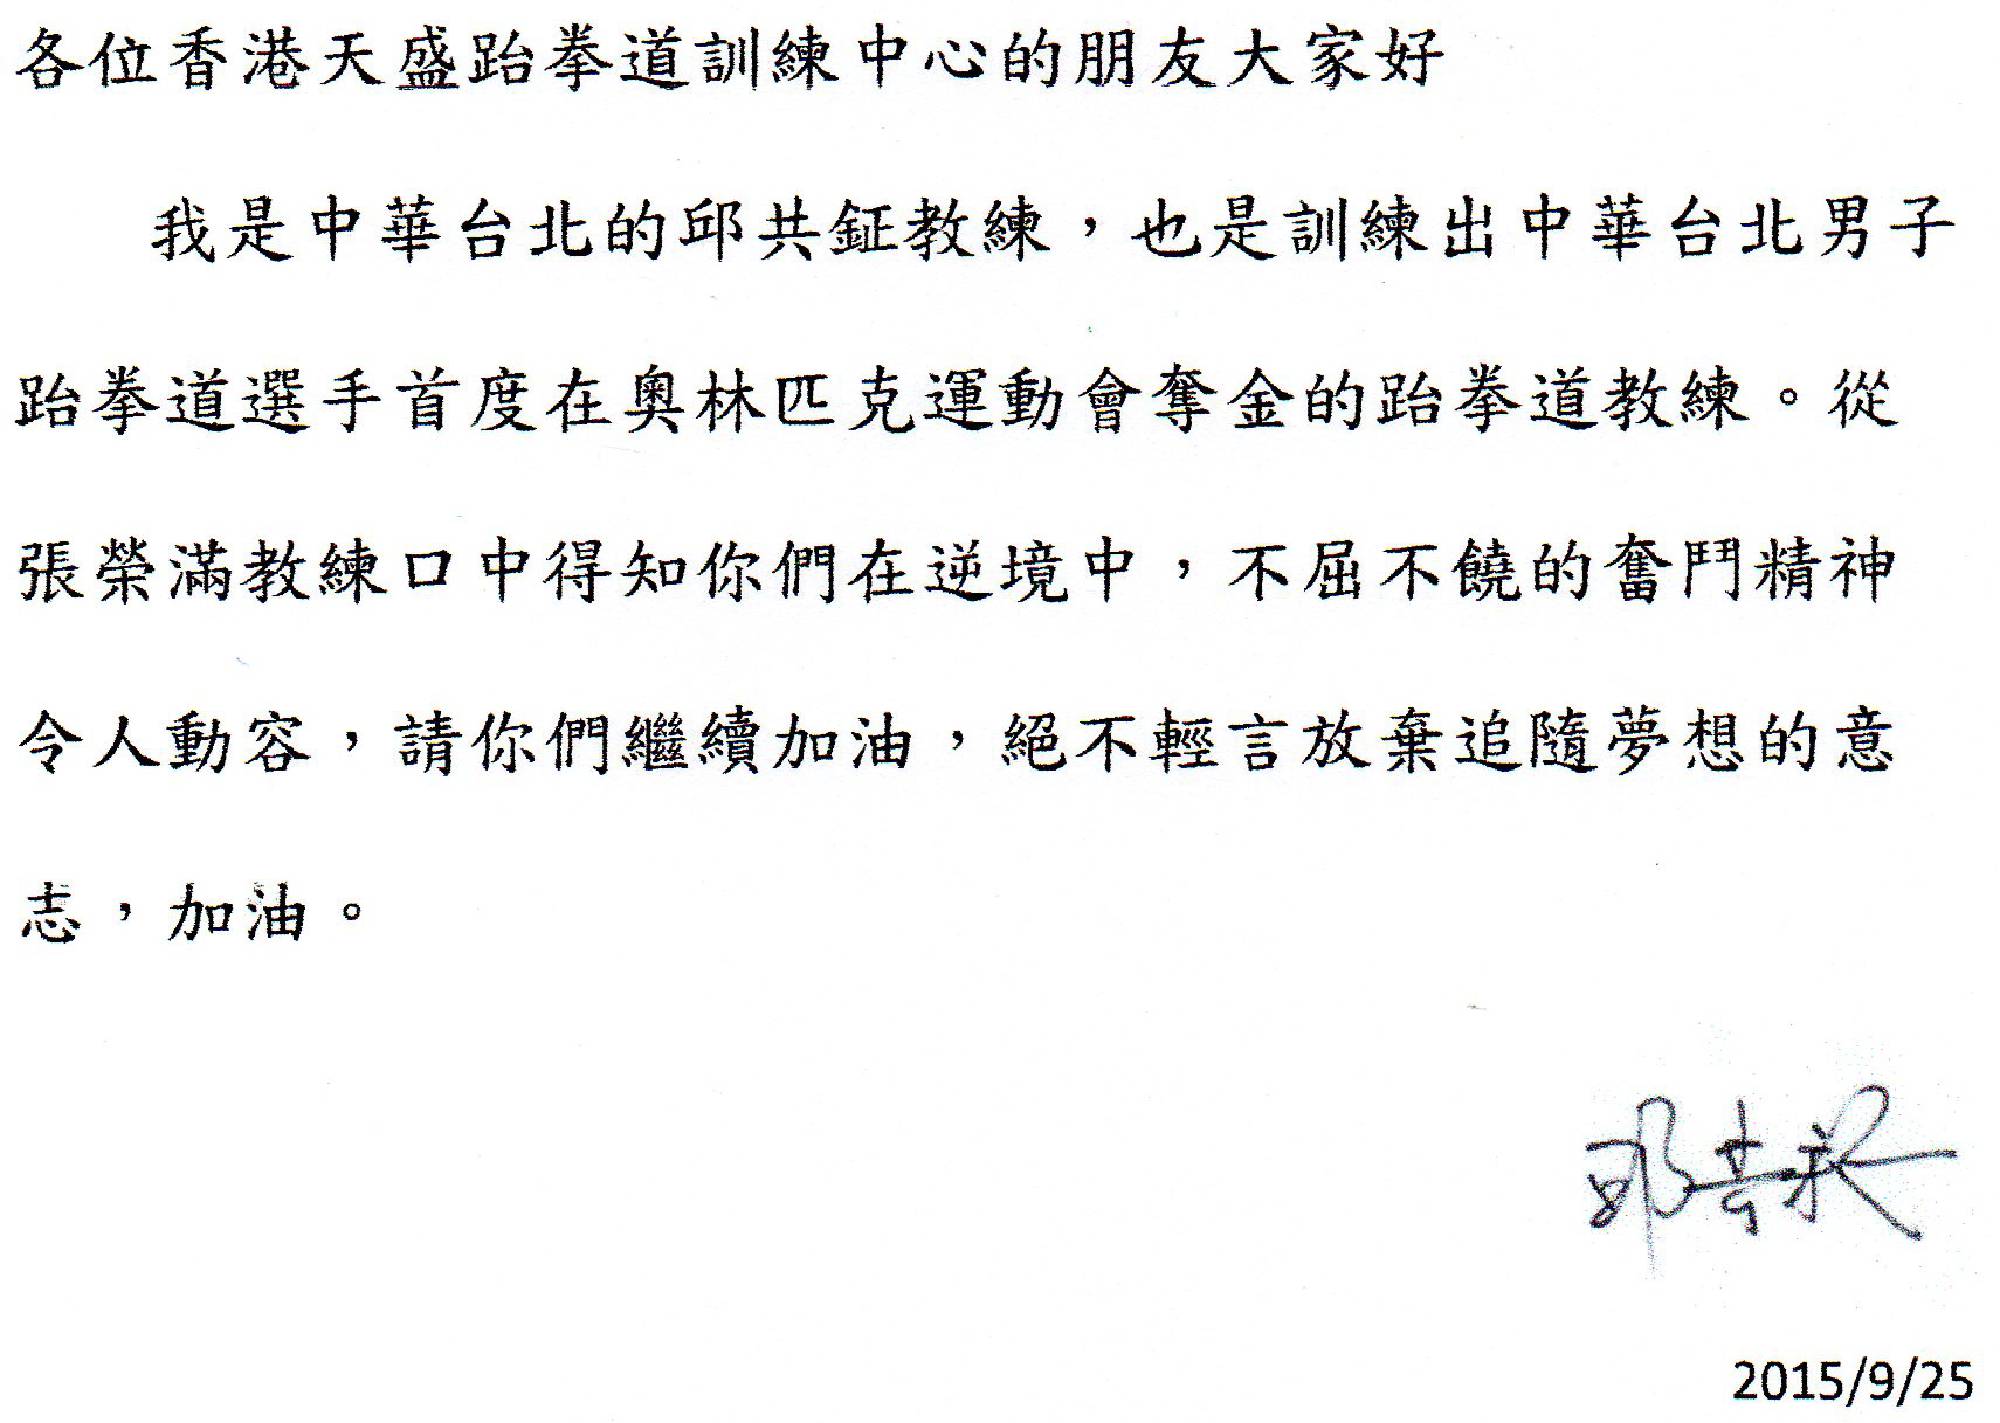 各位香港天盛跆拳道訓練中心的朋友大家好
我是中華台北的邱共鉦教練，也是訓練出中華台北男子
跆拳道選手首度在奧林匹克運動會奪金的跆拳道教練。從
張榮滿教練口中得知你們在逆境中，不屈不饒的奮鬥精神
令人動容，請你們繼續加油，絕不輕言放棄追隨夢想的意
志，加油。
2015/9/25